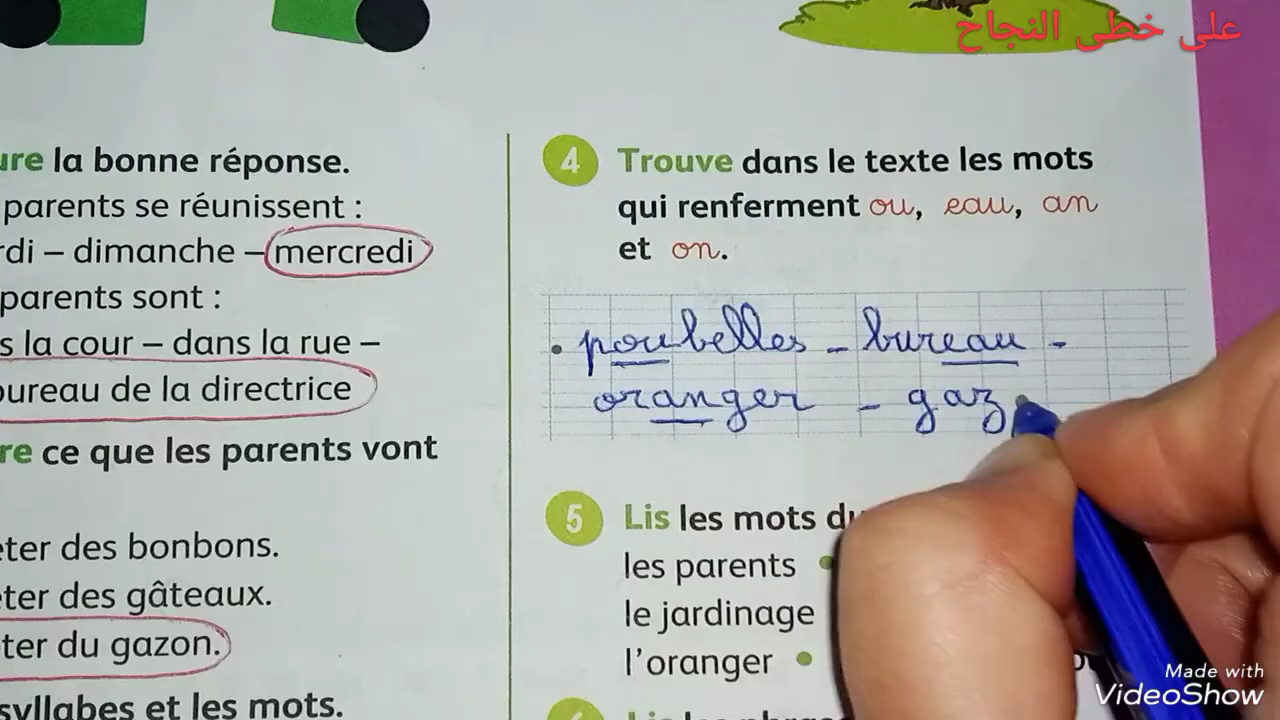 على خطى النجاح
ure la bonne réponse.
parents se réunissent :
rdi – dimanche – mercredi
parents sont :
s la cour – dans la rue –
bureau de la directrice
re ce que les parents vont
eter des bonbons.
eter des gâteaux.
eter du gazon.
syllabes et les mots.
4 Trouve dans le texte les mots
qui renferment ou, eau, an
et on.
• poubelles - bureau -
oranger - gaz
5 Lis les mots du
les parents •
le jardinage
l'oranger •
Made with
VideoShow